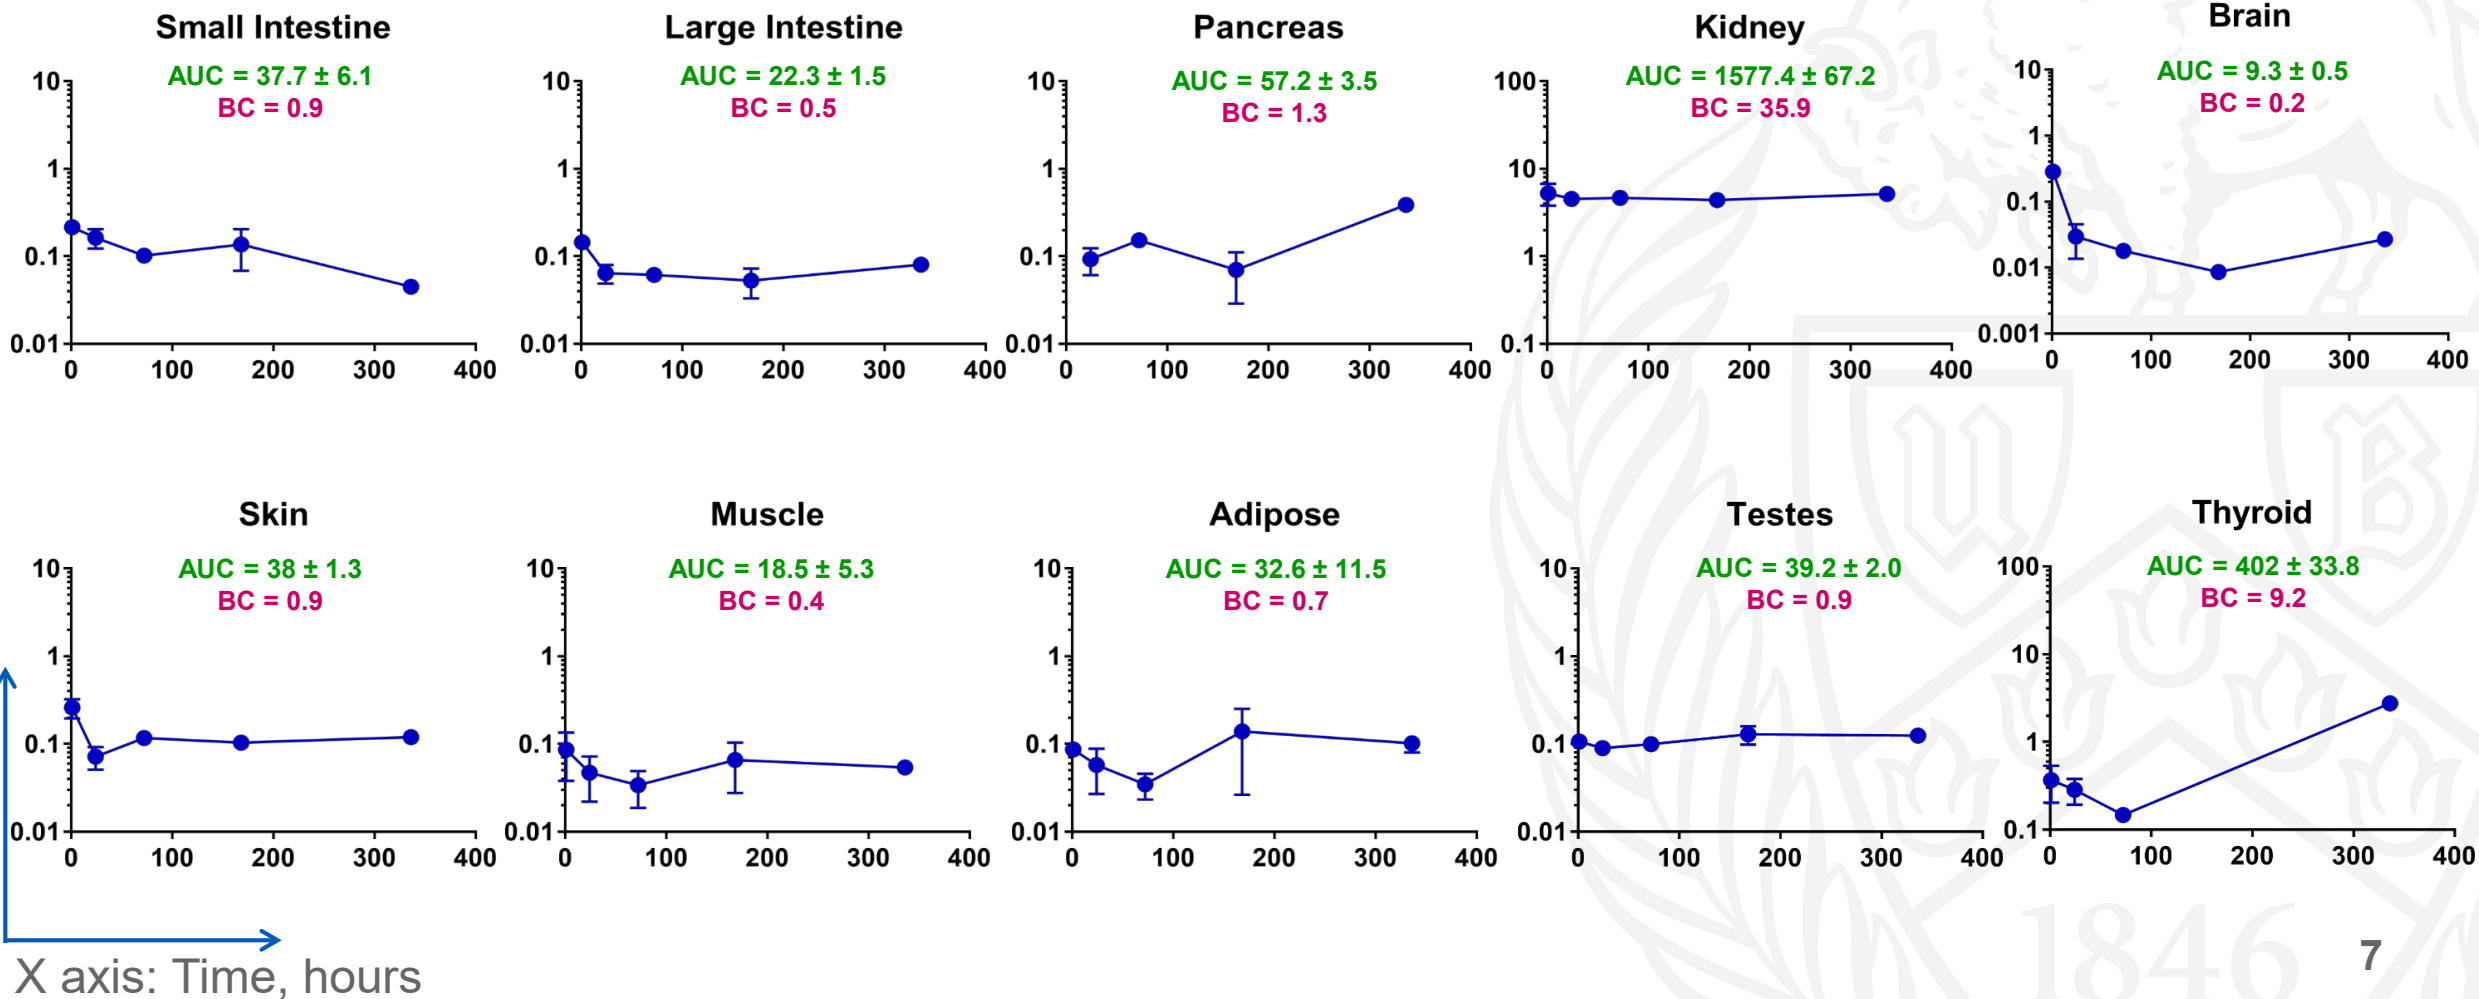 Small Intestine
AUC = 37.7 ± 6.1
BC = 0.9
10
1
0.1
0.01
0 100 200 300 400
Large Intestine
AUC = 22.3 ± 1.5
BC = 0.5
10
1
0.1
0.01
0 100 200 300 400
Pancreas
AUC = 57.2 ± 3.5
BC = 1.3
10
1
0.1
0.01
0 100 200 300 400
Kidney
AUC = 1577.4 ± 67.2
BC = 35.9
100
10
1
0.1
0 100 200 300 400
Brain
AUC = 9.3 ± 0.5
BC = 0.2
10
1
0.1
0.01
0.001
0 100 200 300 400
Skin
AUC = 38 ± 1.3
BC = 0.9
10
1
0.1
0.01
0 100 200 300 400
Muscle
AUC = 18.5 ± 5.3
BC = 0.4
10
1
0.1
0.01
0 100 200 300 400
Adipose
AUC = 32.6 ± 11.5
BC = 0.7
10
1
0.1
0.01
0 100 200 300 400
Testes
AUC = 39.2 ± 2.0
BC = 0.9
10
1
0.1
0.01
0 100 200 300 400
Thyroid
AUC = 402 ± 33.8
BC = 9.2
100
10
1
0.1
0 100 200 300 400
U B
1846
X axis: Time, hours
7